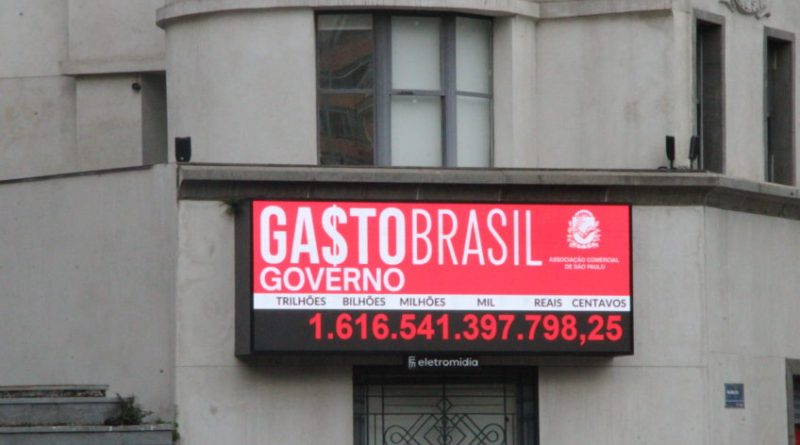 GA$TOBRASIL
GOVERNO
ASSOCIAÇÃO COMERCIAL
DE SÃO PAULO
TRILHÕES BILHÕES MILHÕES MIL REAIS CENTAVOS
1.616.541.397.798,25
eletromidia